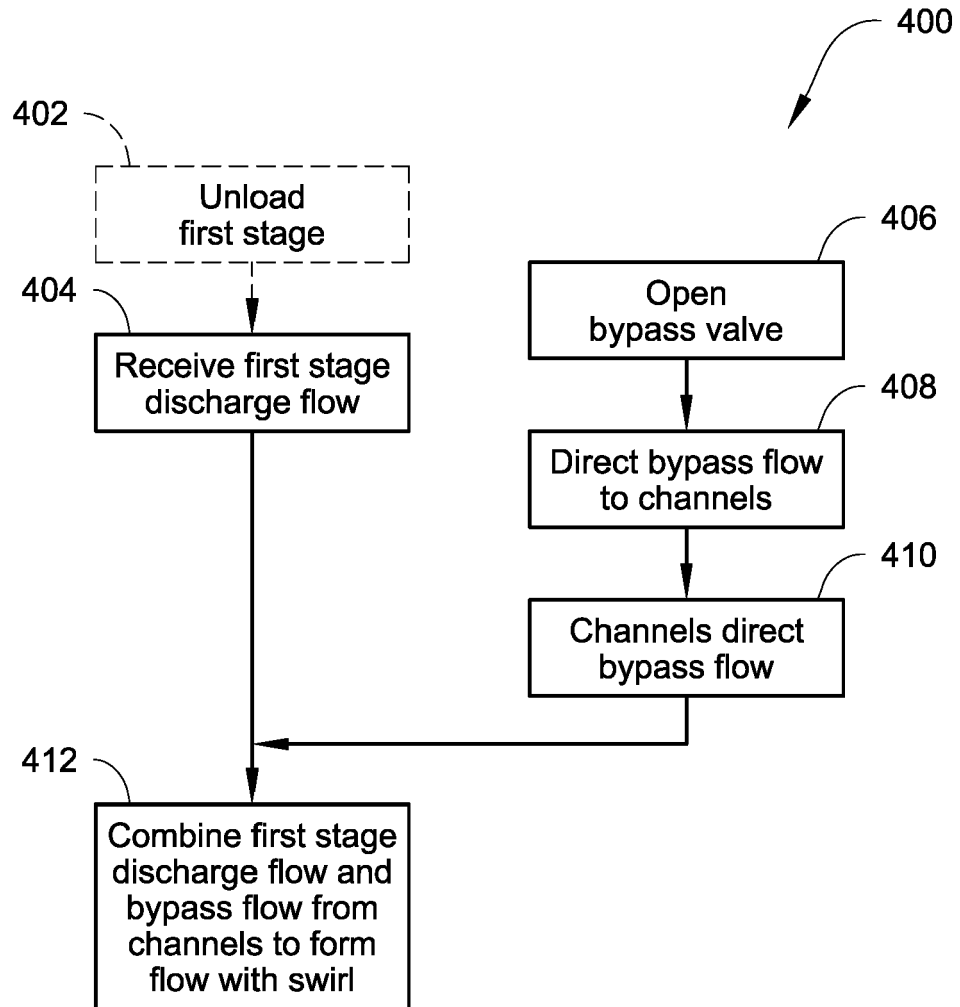 400
402
Unload
first stage
404
Receive first stage
discharge flow
406
Open
bypass valve
408
Direct bypass flow
to channels
410
Channels direct
bypass flow
412
Combine first stage
discharge flow and
bypass flow from
channels to form
flow with swirl